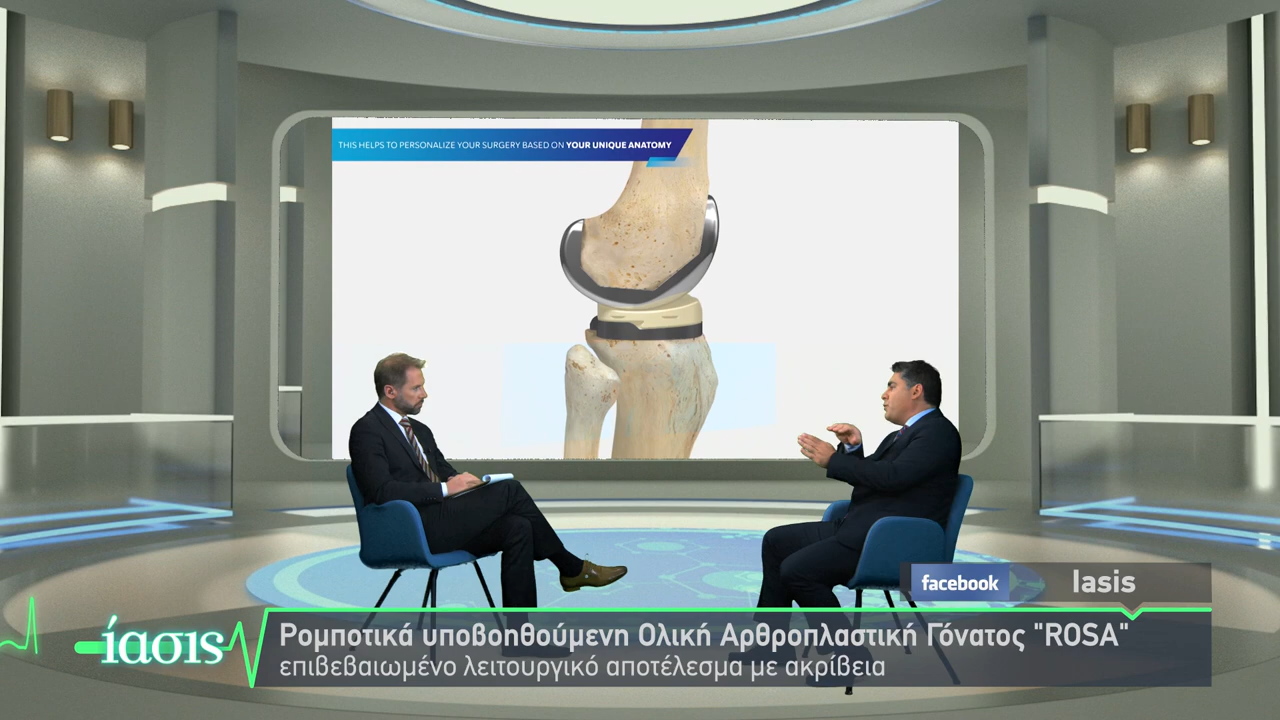 THIS HELPS TO PERSONALIZE YOUR SURGERY BASED ON YOUR UNIQUE ANATOMY
facebook Iasis
ίασις
Ρομποτικά υποβοηθούμενη Ολική Αρθροπλαστική Γόνατος "ROSA"
επιβεβαιωμένο λειτουργικό αποτέλεσμα με ακρίβεια